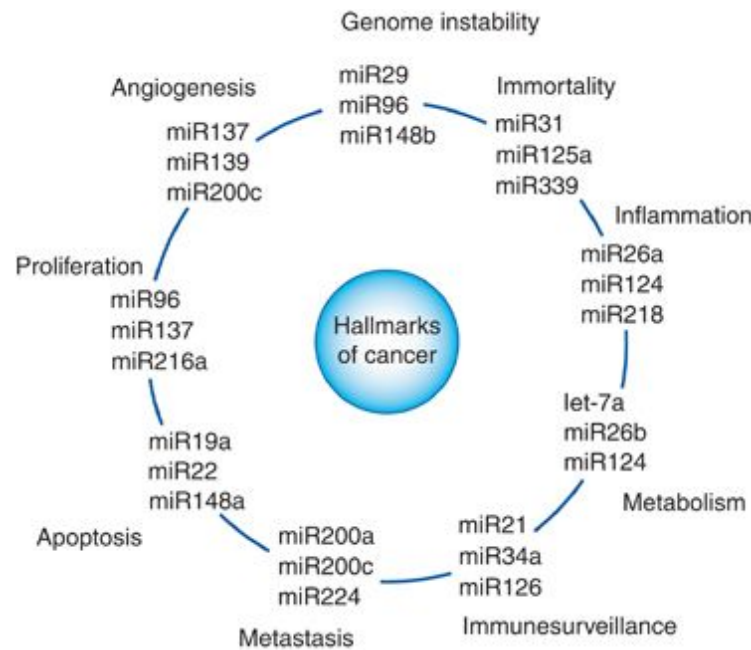 Genome instability
miR29
miR96
miR148b
Immortality
miR31
miR125a
miR339
Inflammation
miR26a
miR124
miR218
let-7a
miR26b
miR124
Metabolism
miR21
miR34a
miR126
Immunesurveillance
miR200a
miR200c
miR224
Metastasis
miR19a
miR22
miR148a
Apoptosis
Proliferation
miR96
miR137
miR216a
Angiogenesis
miR137
miR139
miR200c
Hallmarks
of cancer